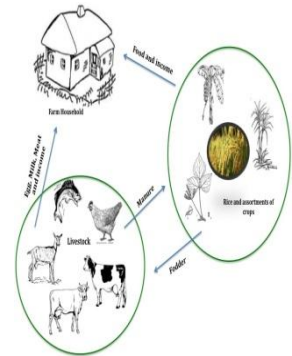 Food and income
Farm Household
Egg, Milk, Meat
and income
Manure
Livestock
Rice and assortments of
crops
Fodder